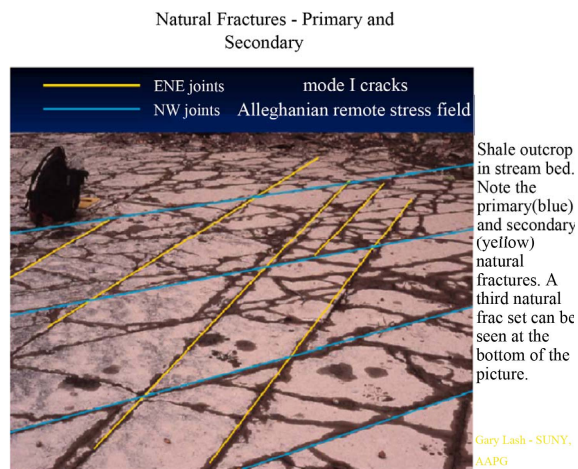 Natural Fractures - Primary and
Secondary
ENE joints
mode I cracks
NW joints
Alleghanian remote stress field
Shale outcrop
in stream bed.
Note the
primary(blue)
and secondary
(yellow)
natural
fractures. A
third natural
frac set can be
seen at the
bottom of the
picture.
Gary Lash - SUNY,
AAPG